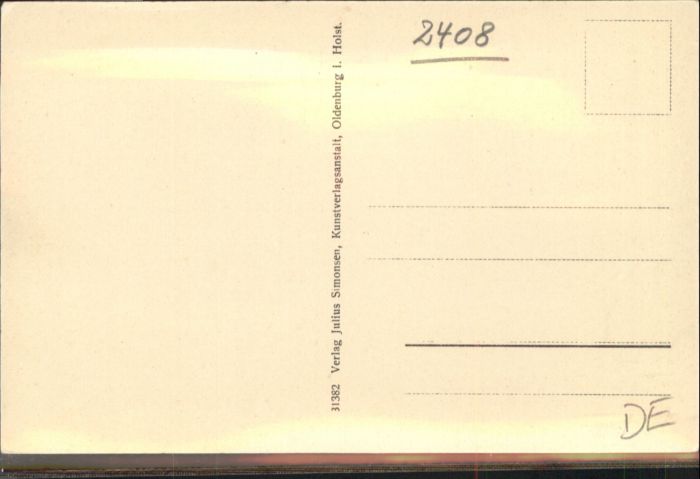 31382 Verlag Julius Simonsen, Kunstverlagsanstalt, Oldenburg i. Holst.
2408
DE